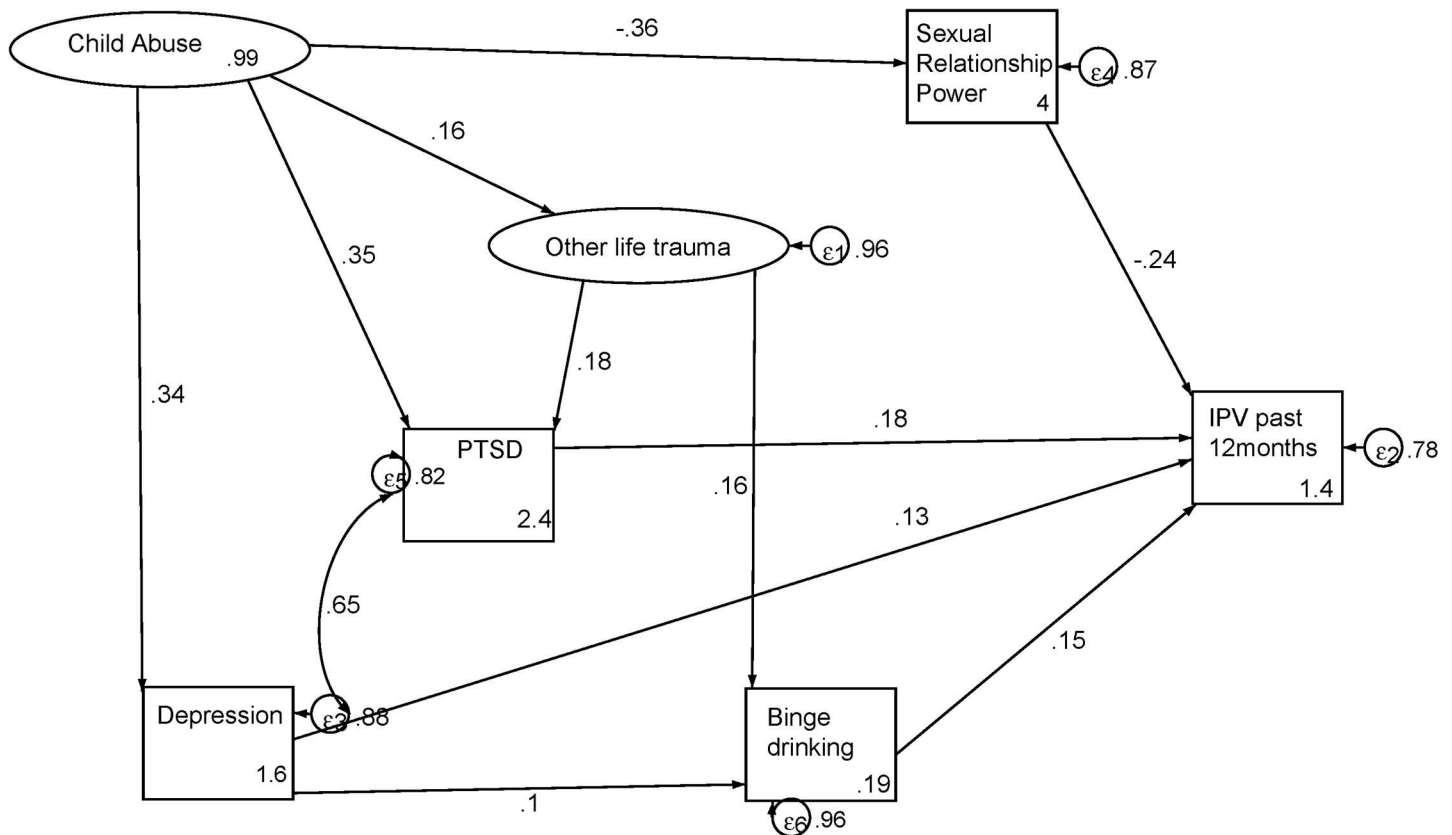 Child Abuse
.99
-.36
Sexual
Relationship
Power
4
ε4 .87
.16
Other life trauma
ε1 .96
.35
-.24
.18
.34
PTSD
ε5 .82
2.4
.18
IPV past
12months
1.4
ε2 .78
.16
.13
.65
.15
Depression
1.6
ε3 .88
.1
Binge
drinking
.19
ε6 .96